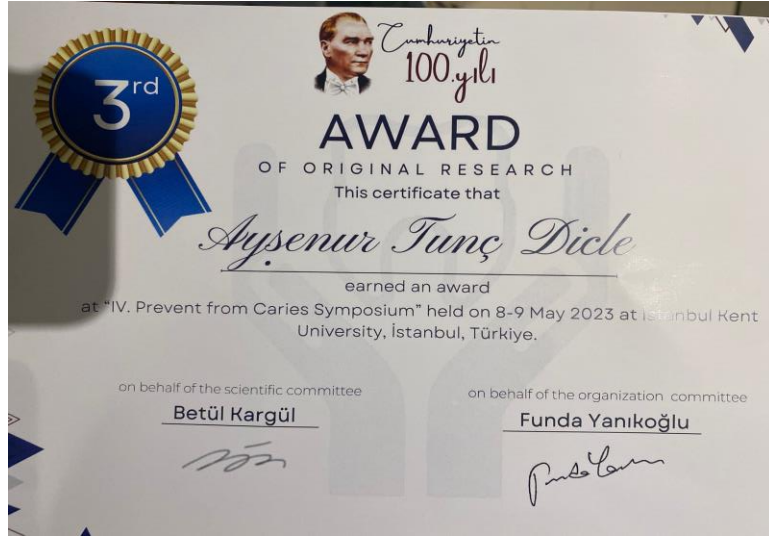 3rd
Cumhuriyetin
100.yılı
AWARD
OF ORIGINAL RESEARCH
This certificate that
Ayşenur Tunç Dicle
earned an award
at "IV. Prevent from Caries Symposium" held on 8-9 May 2023 at İstanbul Kent
University, İstanbul, Türkiye.
on behalf of the scientific committee
Betül Kargül
on behalf of the organization committee
Funda Yanıkoğlu